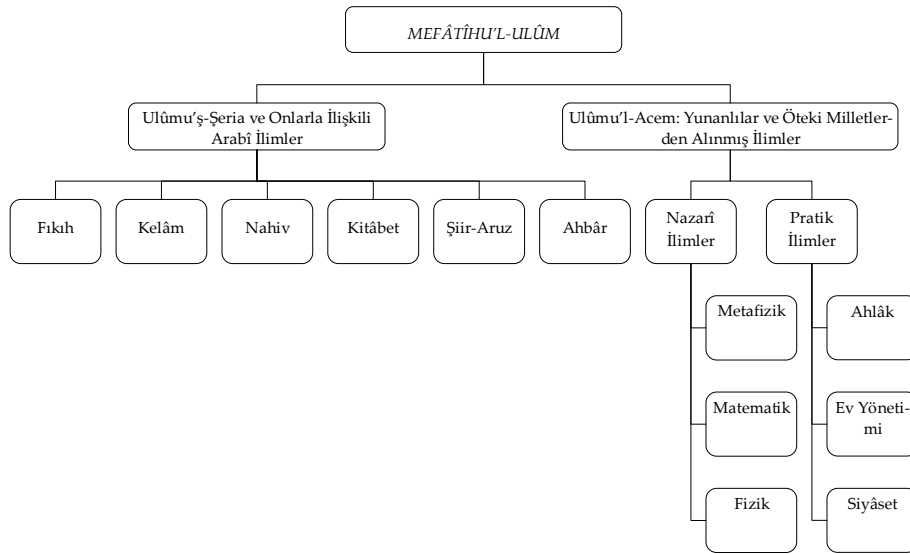 MEFÂTÎHU'L-ULÛM
Ulûmu'ş-Şeria ve Onlarla İlişkili
Arabî İlimler
Ulûmu'l-Acem: Yunanlılar ve Öteki Milletler-
den Alınmış İlimler
Fıkıh
Kelâm
Nahiv
Kitâbet
Şiir-Aruz
Ahbâr
Nazarî
İlimler
Pratik
İlimler
Metafizik
Ahlâk
Matematik
Ev Yöneti-
mi
Fizik
Siyâset